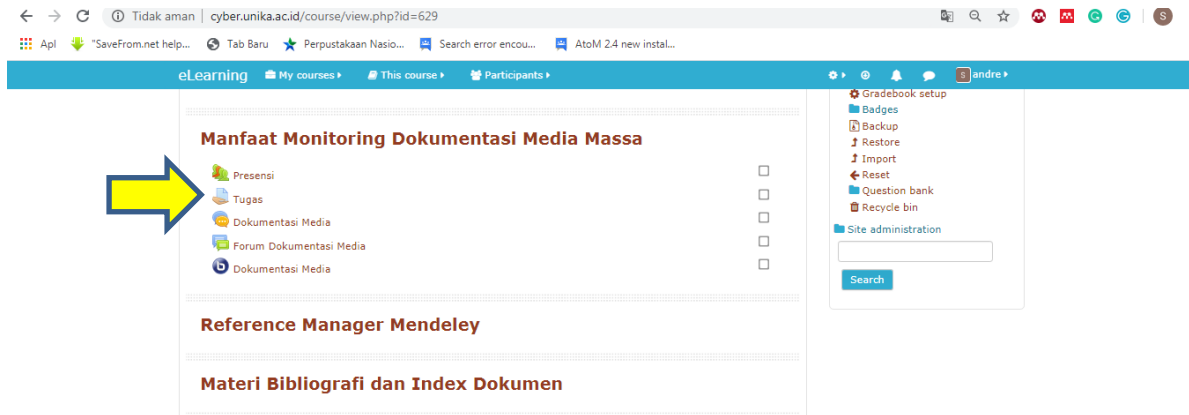 Tidak aman | cyber.unika.ac.id/course/view.php?id=629
S
Apl "SaveFrom.net help... Tab Baru Perpustakaan Nasio... Search error encou... AtoM 2.4 new instal...
eLearning My courses This course Participants S andre
Manfaat Monitoring Dokumentasi Media Massa
Presensi
Tugas
Dokumentasi Media
Forum Dokumentasi Media
Dokumentasi Media
Reference Manager Mendeley
Materi Bibliografi dan Index Dokumen
Gradebook setup
Badges
Backup
Restore
Import
Reset
Question bank
Recycle bin
Site administration
Search